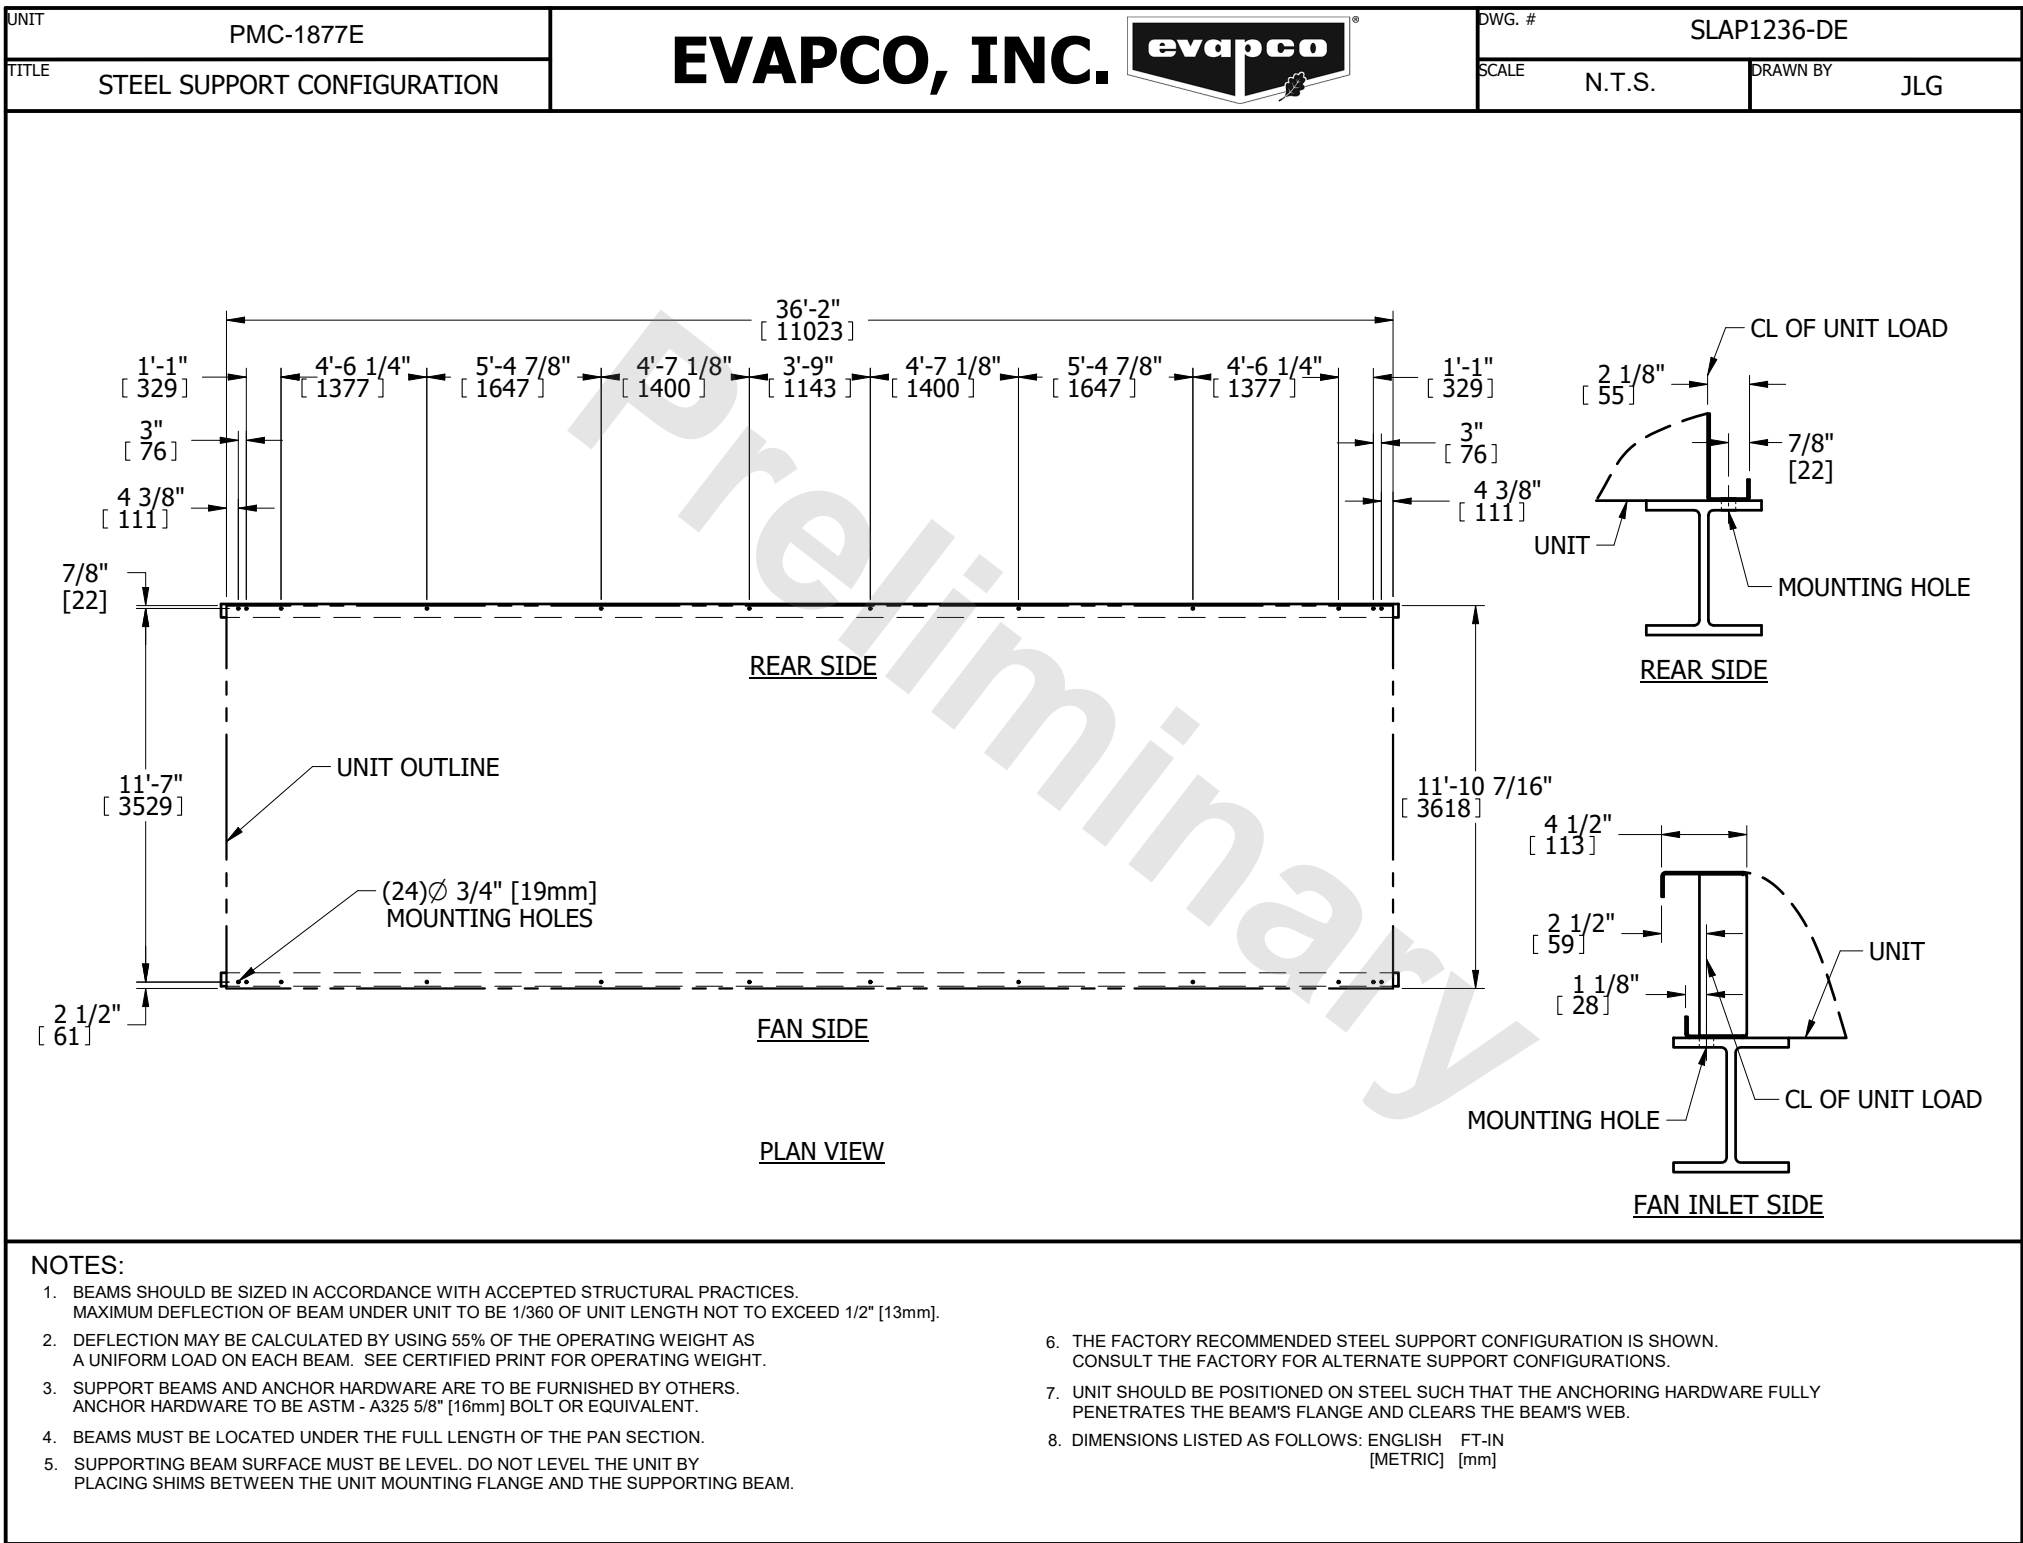 UNIT
PMC-1877E
TITLE
STEEL SUPPORT CONFIGURATION
EVAPCO, INC.
evapco
®
DWG. #
SLAP1236-DE
SCALE
N.T.S.
DRAWN BY
JLG
36'-2"
[ 11023]
1'-1"
[ 329]
4'-6 1/4"
[ 1377 ]
5'-4 7/8"
[ 1647 ]
4'-7 1/8"
[ 1400 ]
3'-9"
[ 1143 ]
4'-7 1/8"
[ 1400 ]
5'-4 7/8"
[ 1647 ]
4'-6 1/4"
[ 1377 ]
1'-1"
[ 329]
3"
[ 76]
3"
[ 76]
4 3/8"
[ 111]
4 3/8"
[ 111]
7/8"
[22]
REAR SIDE
UNIT OUTLINE
11'-7"
[ 3529]
11'-10 7/16"
[ 3618]
(24)Ø 3/4" [19mm]
MOUNTING HOLES
2 1/2"
[ 61]
FAN SIDE
PLAN VIEW
Preliminary
CL OF UNIT LOAD
2 1/8"
[ 55]
7/8"
[22]
UNIT
MOUNTING HOLE
REAR SIDE
4 1/2"
[ 113]
2 1/2"
[ 59]
UNIT
1 1/8"
[ 28]
CL OF UNIT LOAD
MOUNTING HOLE
FAN INLET SIDE
NOTES:
1. BEAMS SHOULD BE SIZED IN ACCORDANCE WITH ACCEPTED STRUCTURAL PRACTICES.
MAXIMUM DEFLECTION OF BEAM UNDER UNIT TO BE 1/360 OF UNIT LENGTH NOT TO EXCEED 1/2" [13mm].
2. DEFLECTION MAY BE CALCULATED BY USING 55% OF THE OPERATING WEIGHT AS
A UNIFORM LOAD ON EACH BEAM. SEE CERTIFIED PRINT FOR OPERATING WEIGHT.
3. SUPPORT BEAMS AND ANCHOR HARDWARE ARE TO BE FURNISHED BY OTHERS.
ANCHOR HARDWARE TO BE ASTM - A325 5/8" [16mm] BOLT OR EQUIVALENT.
4. BEAMS MUST BE LOCATED UNDER THE FULL LENGTH OF THE PAN SECTION.
5. SUPPORTING BEAM SURFACE MUST BE LEVEL. DO NOT LEVEL THE UNIT BY
PLACING SHIMS BETWEEN THE UNIT MOUNTING FLANGE AND THE SUPPORTING BEAM.
6. THE FACTORY RECOMMENDED STEEL SUPPORT CONFIGURATION IS SHOWN.
CONSULT THE FACTORY FOR ALTERNATE SUPPORT CONFIGURATIONS.
7. UNIT SHOULD BE POSITIONED ON STEEL SUCH THAT THE ANCHORING HARDWARE FULLY
PENETRATES THE BEAM'S FLANGE AND CLEARS THE BEAM'S WEB.
8. DIMENSIONS LISTED AS FOLLOWS: ENGLISH FT-IN
[METRIC] [mm]